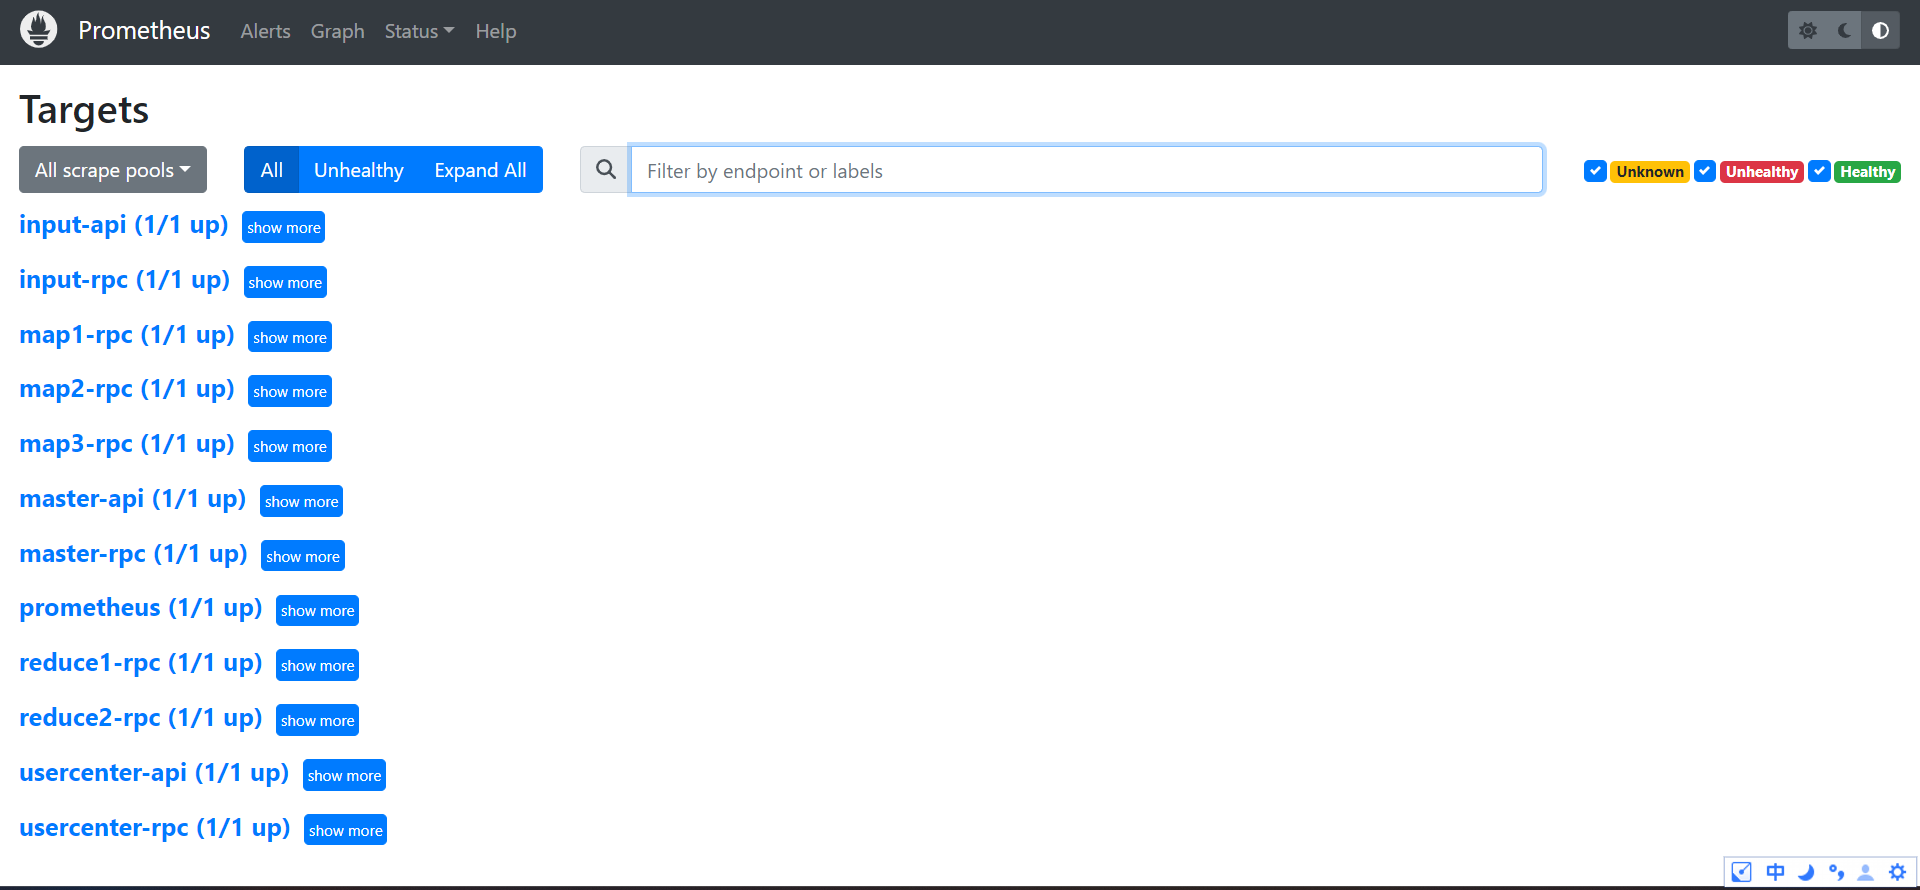 Prometheus Alerts Graph Status Help
Targets
All scrape pools All Unhealthy Expand All Filter by endpoint or labels Unknown Unhealthy Healthy
input-api (1/1 up) show more
input-rpc (1/1 up) show more
map1-rpc (1/1 up) show more
map2-rpc (1/1 up) show more
map3-rpc (1/1 up) show more
master-api (1/1 up) show more
master-rpc (1/1 up) show more
prometheus (1/1 up) show more
reduce1-rpc (1/1 up) show more
reduce2-rpc (1/1 up) show more
usercenter-api (1/1 up) show more
usercenter-rpc (1/1 up) show more
中